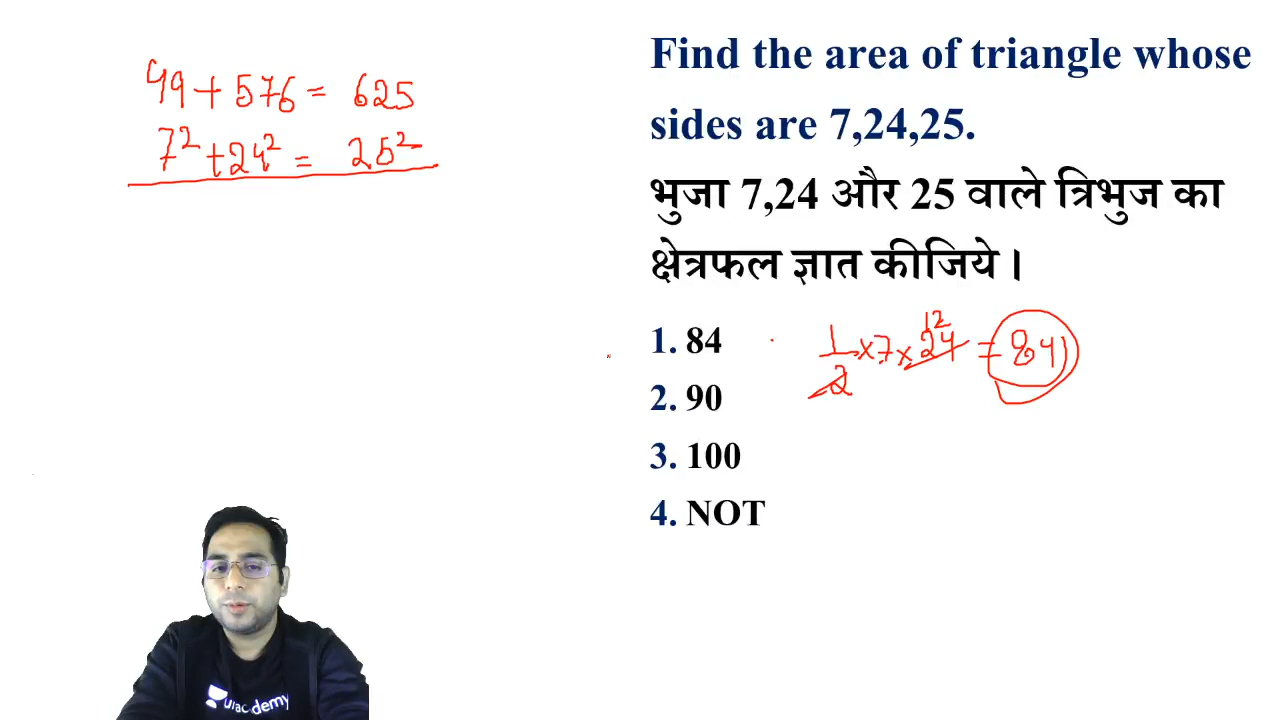 49 + 576 = 625
7² + 24² = 25²
Find the area of triangle whose
sides are 7,24,25.
भुजा 7,24 और 25 वाले त्रिभुज का
क्षेत्रफल ज्ञात कीजिये।
1. 84
1/2 × 7 × 24 12 = 84
2. 90
3. 100
4. NOT
unacademy